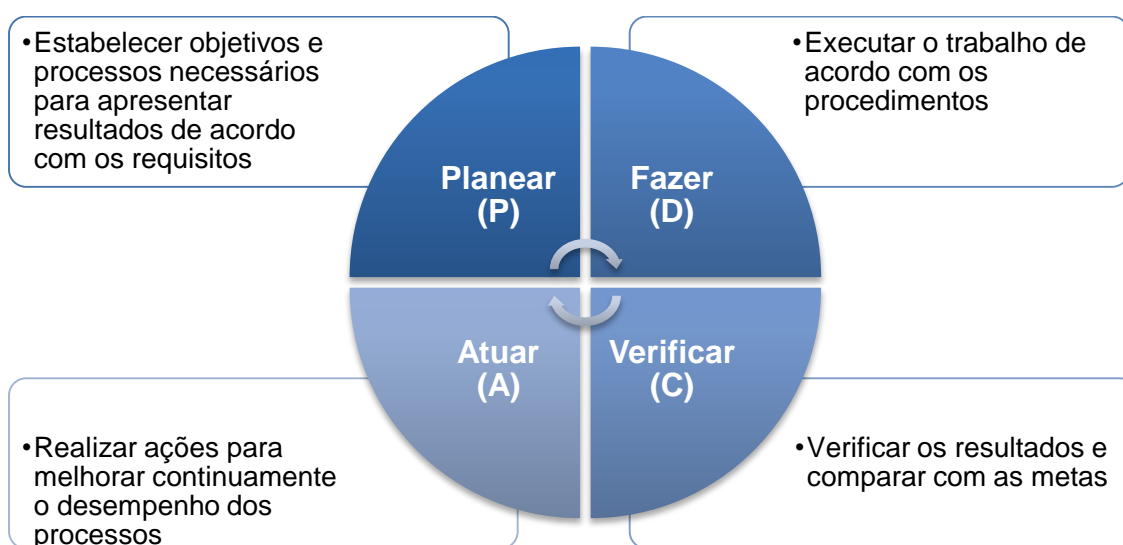 •Estabelecer objetivos e
processos necessários
para apresentar
resultados de acordo
com os requisitos
•Executar o trabalho de
acordo com os
procedimentos
Planear
(P)
Fazer
(D)
Atuar
(A)
Verificar
(C)
•Realizar ações para
melhorar continuamente
o desempenho dos
processos
•Verificar os resultados e
comparar com as metas